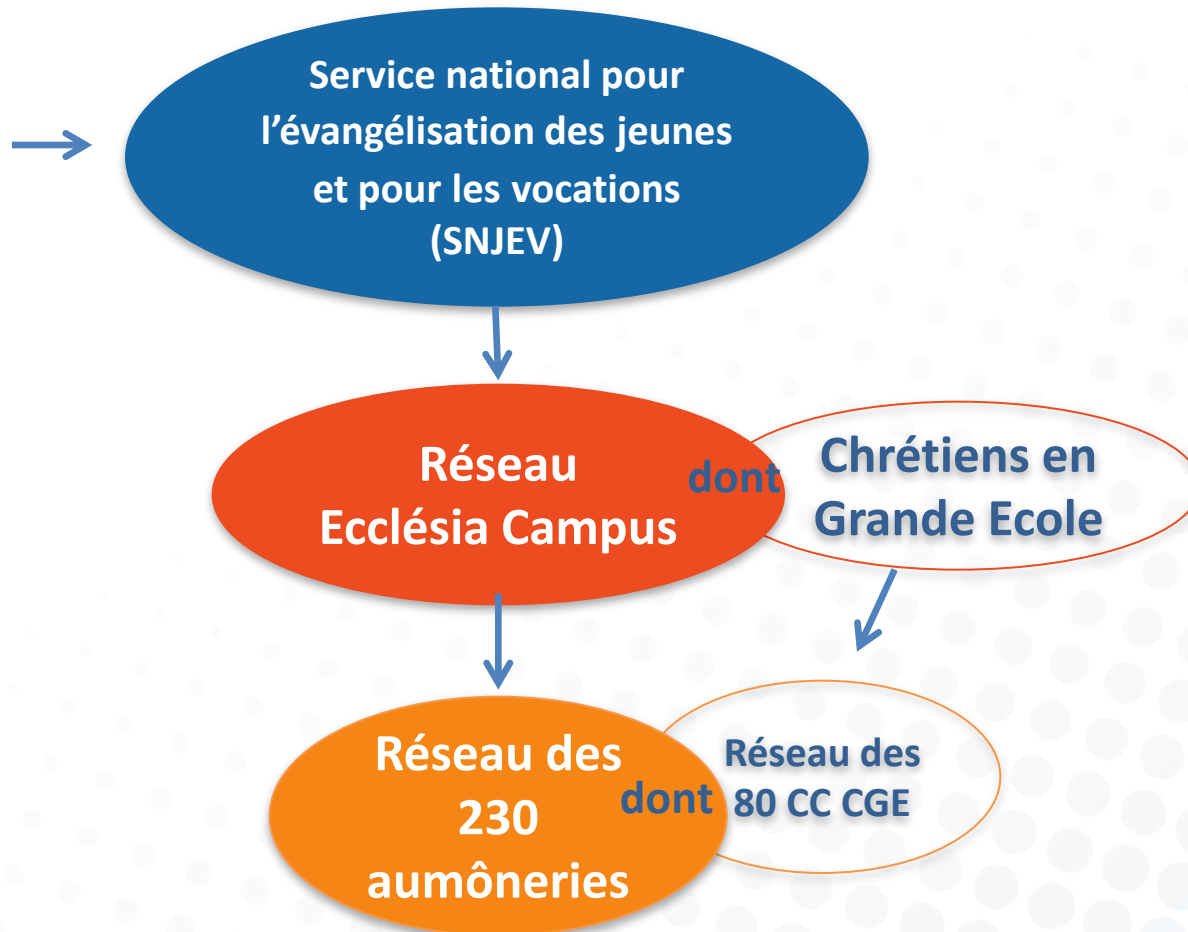 Service national pour
l'évangélisation des jeunes
et pour les vocations
(SNJEV)
Réseau
Ecclésia Campus
dont
Chrétiens en
Grande Ecole
Réseau des
230
aumôneries
dont
Réseau des
80 CC CGE